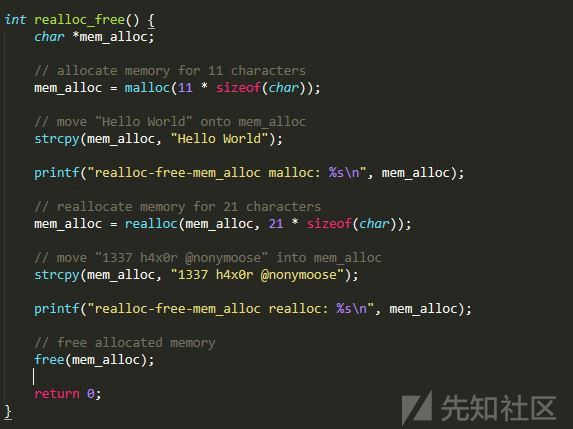 int realloc_free() {
    char *mem_alloc;

    // allocate memory for 11 characters
    mem_alloc = malloc(11 * sizeof(char));

    // move "Hello World" onto mem_alloc
    strcpy(mem_alloc, "Hello World");

    printf("realloc-free-mem_alloc malloc: %s\n", mem_alloc);

    // reallocate memory for 21 characters
    mem_alloc = realloc(mem_alloc, 21 * sizeof(char));

    // move "1337 h4x0r @nonymoose" into mem_alloc
    strcpy(mem_alloc, "1337 h4x0r @nonymoose");

    printf("realloc-free-mem_alloc realloc: %s\n", mem_alloc);

    // free allocated memory
    free(mem_alloc);

    return 0;
}
先知社区